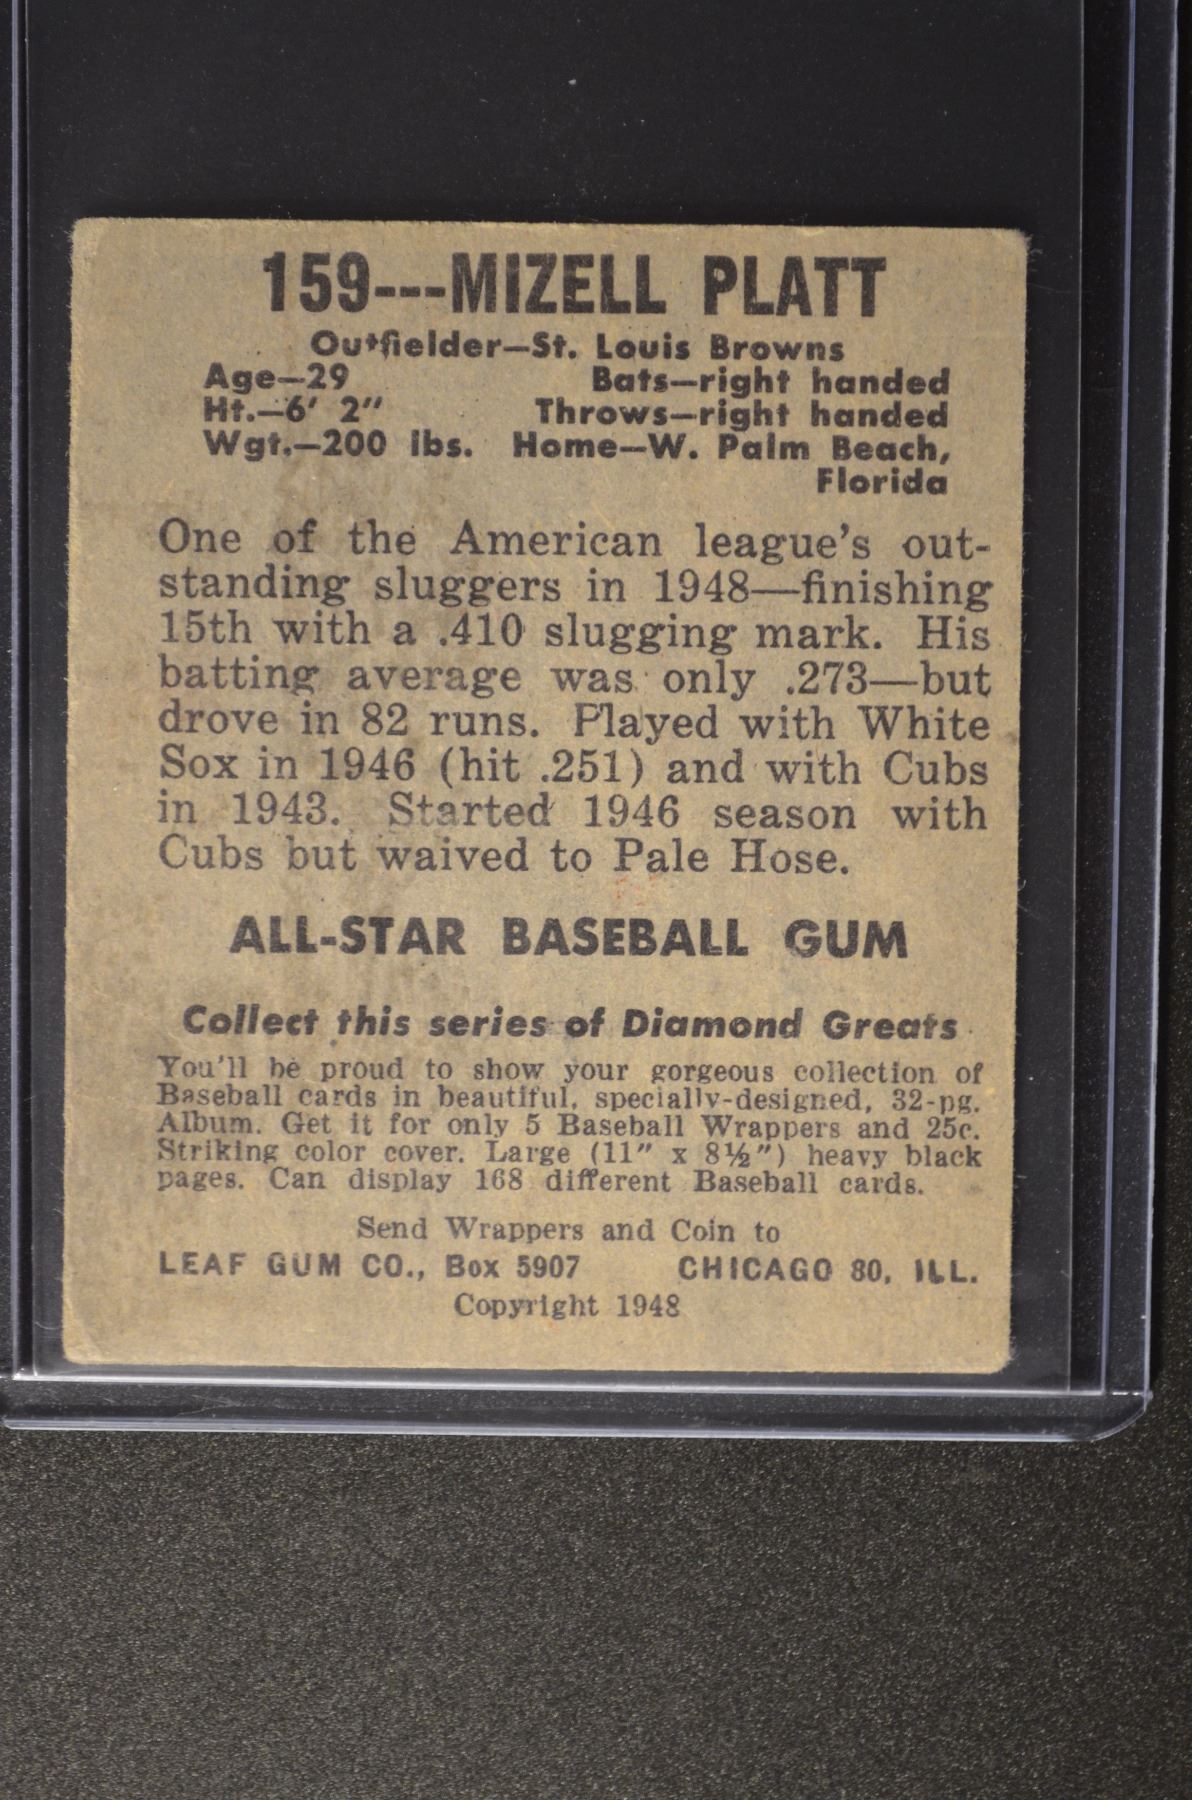 159---MIZELL PLATT
Outfielder—St. Louis Browns
Age—29 Bats—right handed
Ht.—6' 2" Throws—right handed
Wgt.—200 lbs. Home—W. Palm Beach,
Florida
One of the American league's out-
standing sluggers in 1948—finishing
15th with a .410 slugging mark. His
batting average was only .273—but
drove in 82 runs. Played with White
Sox in 1946 (hit .251) and with Cubs
in 1943. Started 1946 season with
Cubs but waived to Pale Hose.
ALL-STAR BASEBALL GUM
Collect this series of Diamond Greats
You'll be proud to show your gorgeous collection of
Baseball cards in beautiful, specially-designed, 32-pg.
Album. Get it for only 5 Baseball Wrappers and 25c.
Striking color cover. Large (11" x 8½") heavy black
pages. Can display 168 different Baseball cards.
Send Wrappers and Coin to
LEAF GUM CO., Box 5907 CHICAGO 80, ILL.
Copyright 1948